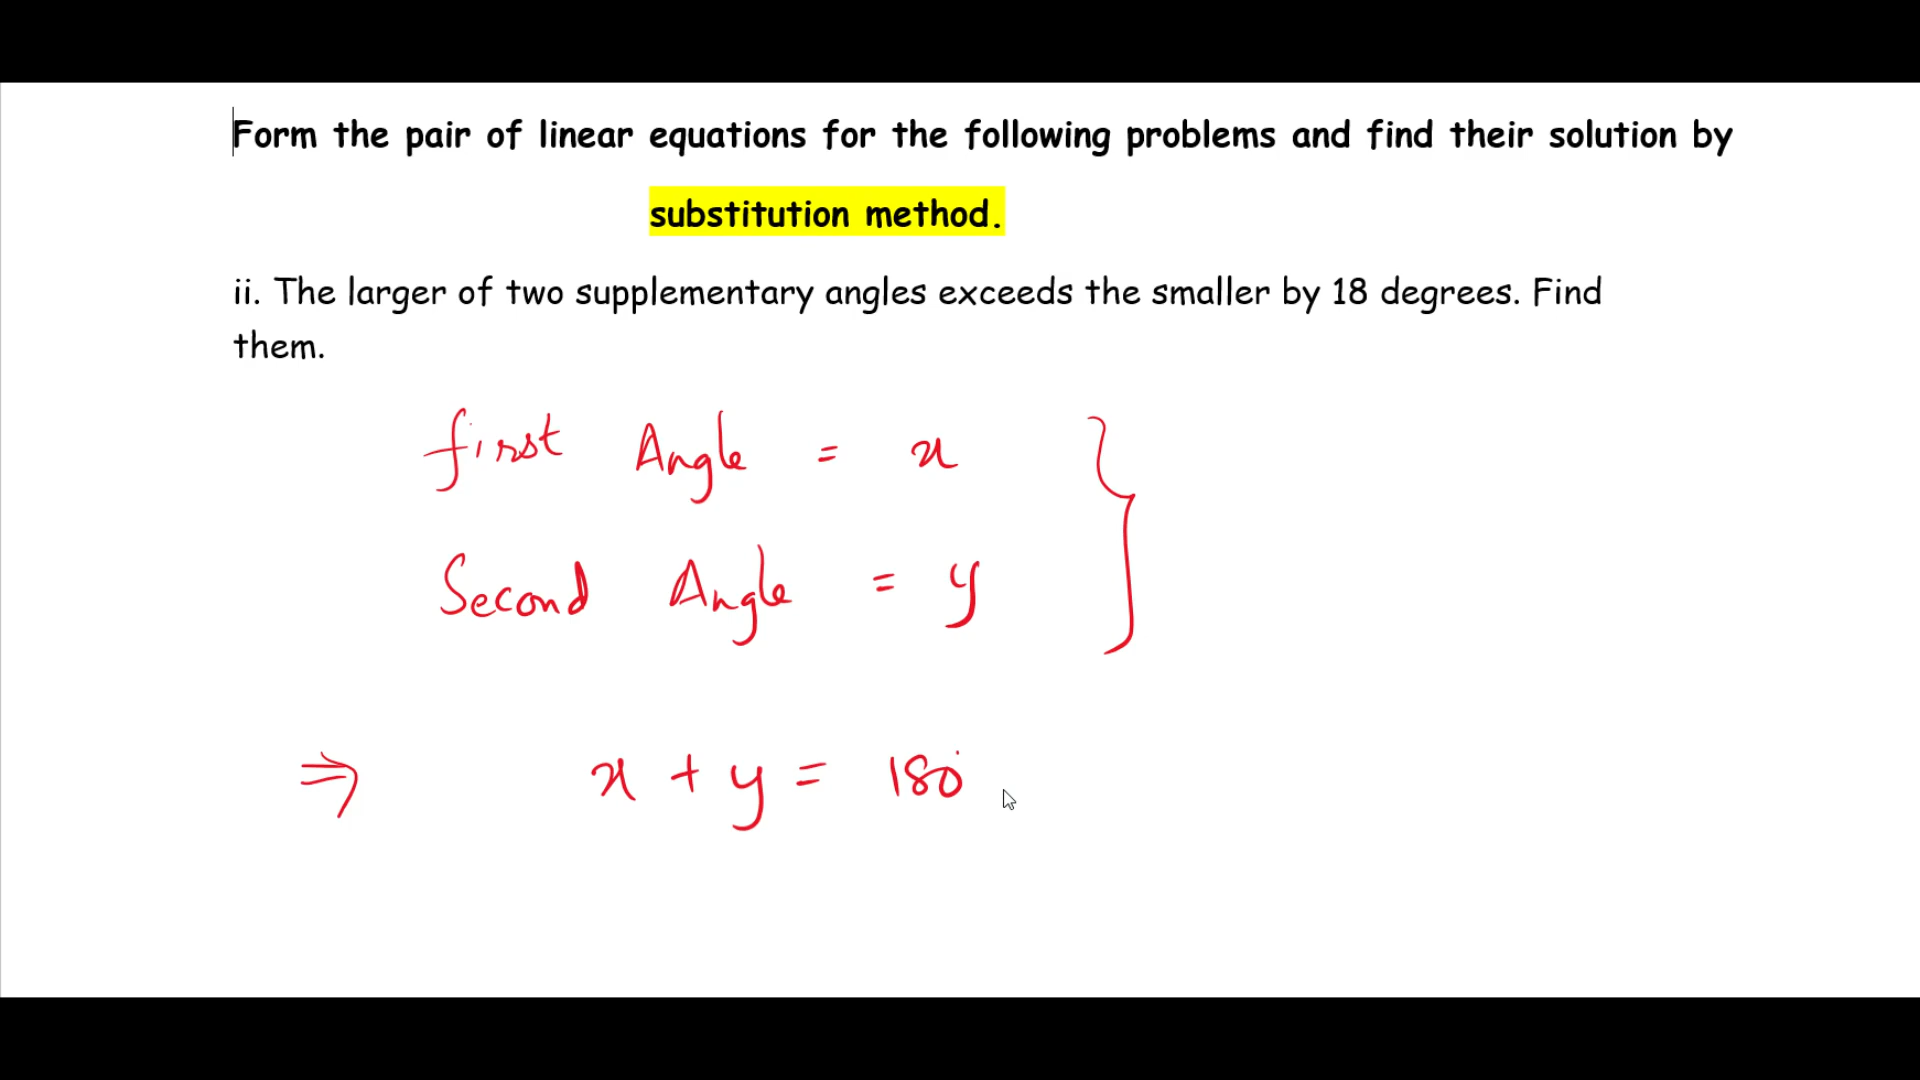 Form the pair of linear equations for the following problems and find their solution by
substitution method.
ii. The larger of two supplementary angles exceeds the smaller by 18 degrees. Find
them.
first Angle = x
Second Angle = y
⇒ x + y = 180°